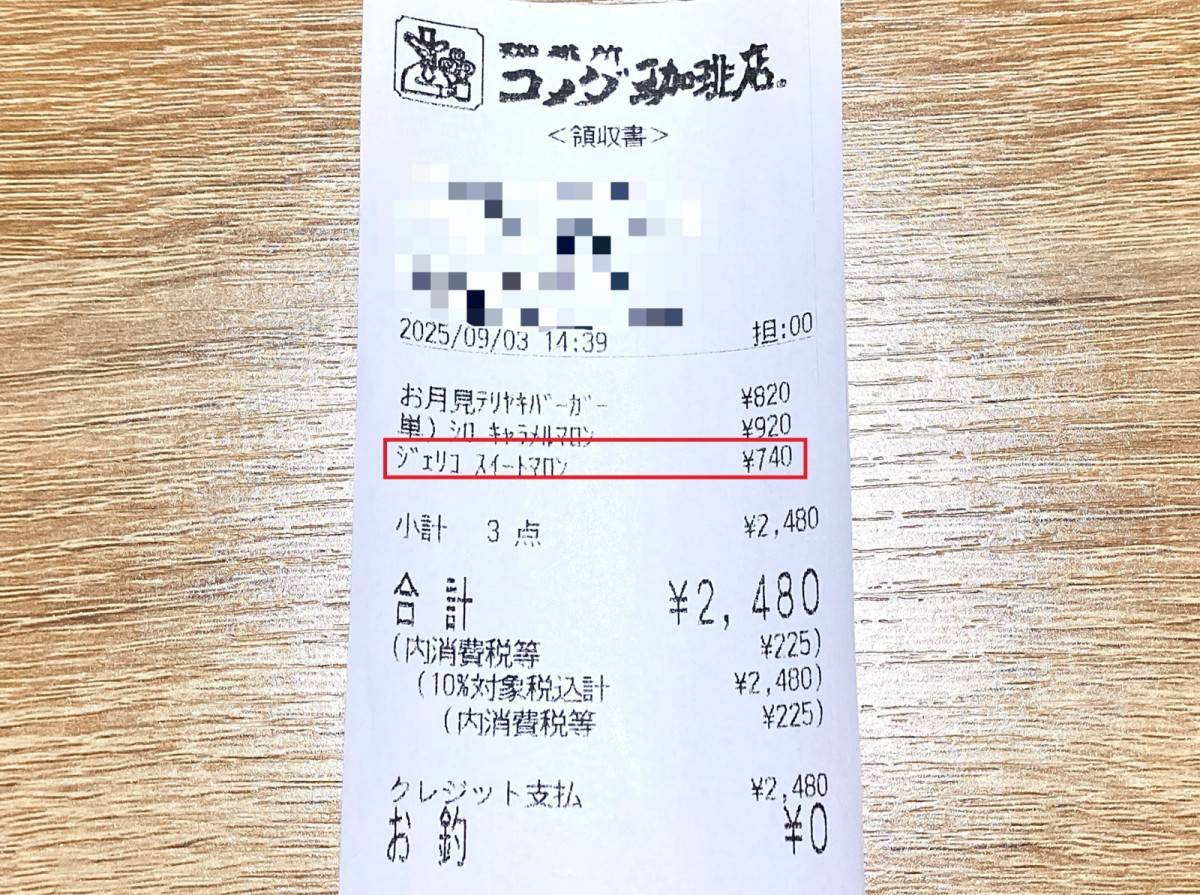 珈琲所
コメダ珈琲店。
＜領収書＞
2025/09/03 14:39 担:00
お月見ﾃﾘﾔｷﾊﾞｰｶﾞｰ ¥820
単）ｼﾛ ｷｬﾗﾒﾙﾏﾛﾝ ¥920
ｼﾞｪﾘｺ ｽｲｰﾄﾏﾛﾝ ¥740
小計 3 点 ¥2,480
合計 ¥2,480
(内消費税等 ¥225)
(10%対象税込計 ¥2,480)
(内消費税等 ¥225)
クレジット支払 ¥2,480
お釣 ¥0